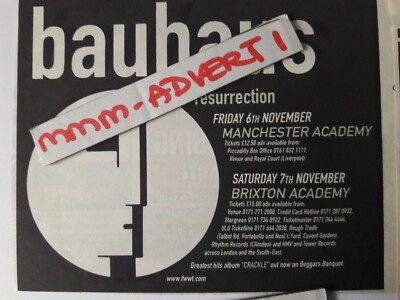 bauhaus
mmm-ADVERT 1
resurrection
FRIDAY 6TH NOVEMBER
MANCHESTER ACADEMY
Tickets £12.50 adv available from:
Piccadilly Box Office 0161 832 1111,
Venue and Royal Court (Liverpool)
SATURDAY 7TH NOVEMBER
BRIXTON ACADEMY
Tickets £15.00 adv available from:
Venue 0171 771 2000, Credit Card Hotline 0171 287 0932,
Stargreen 0171 734 8932, Ticketmaster 0171 344 4444
ULU Ticketline 0171 664 2030, Rough Trade
(Talbot Rd, Portobello and Neal's Yard, Covent Garden),
Rhythm Records (Camden) and HMV and Tower Records
across London and the South-East.
Greatest hits album "CRACKLE" out now on Beggars Banquet
www.fwwt.com